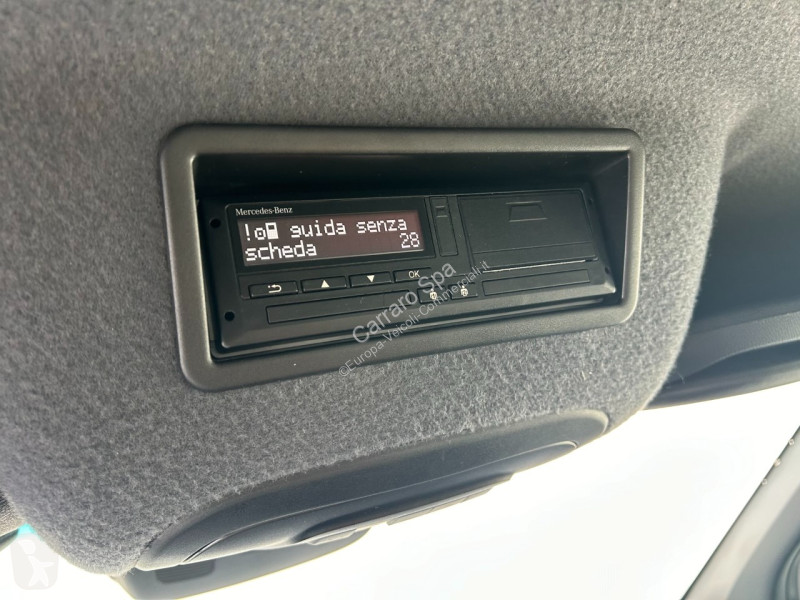 Mercedes-Benz
! guida senza
scheda 28
OK
Carraro Spa
©Europa-Veicoli-Commerciali.it